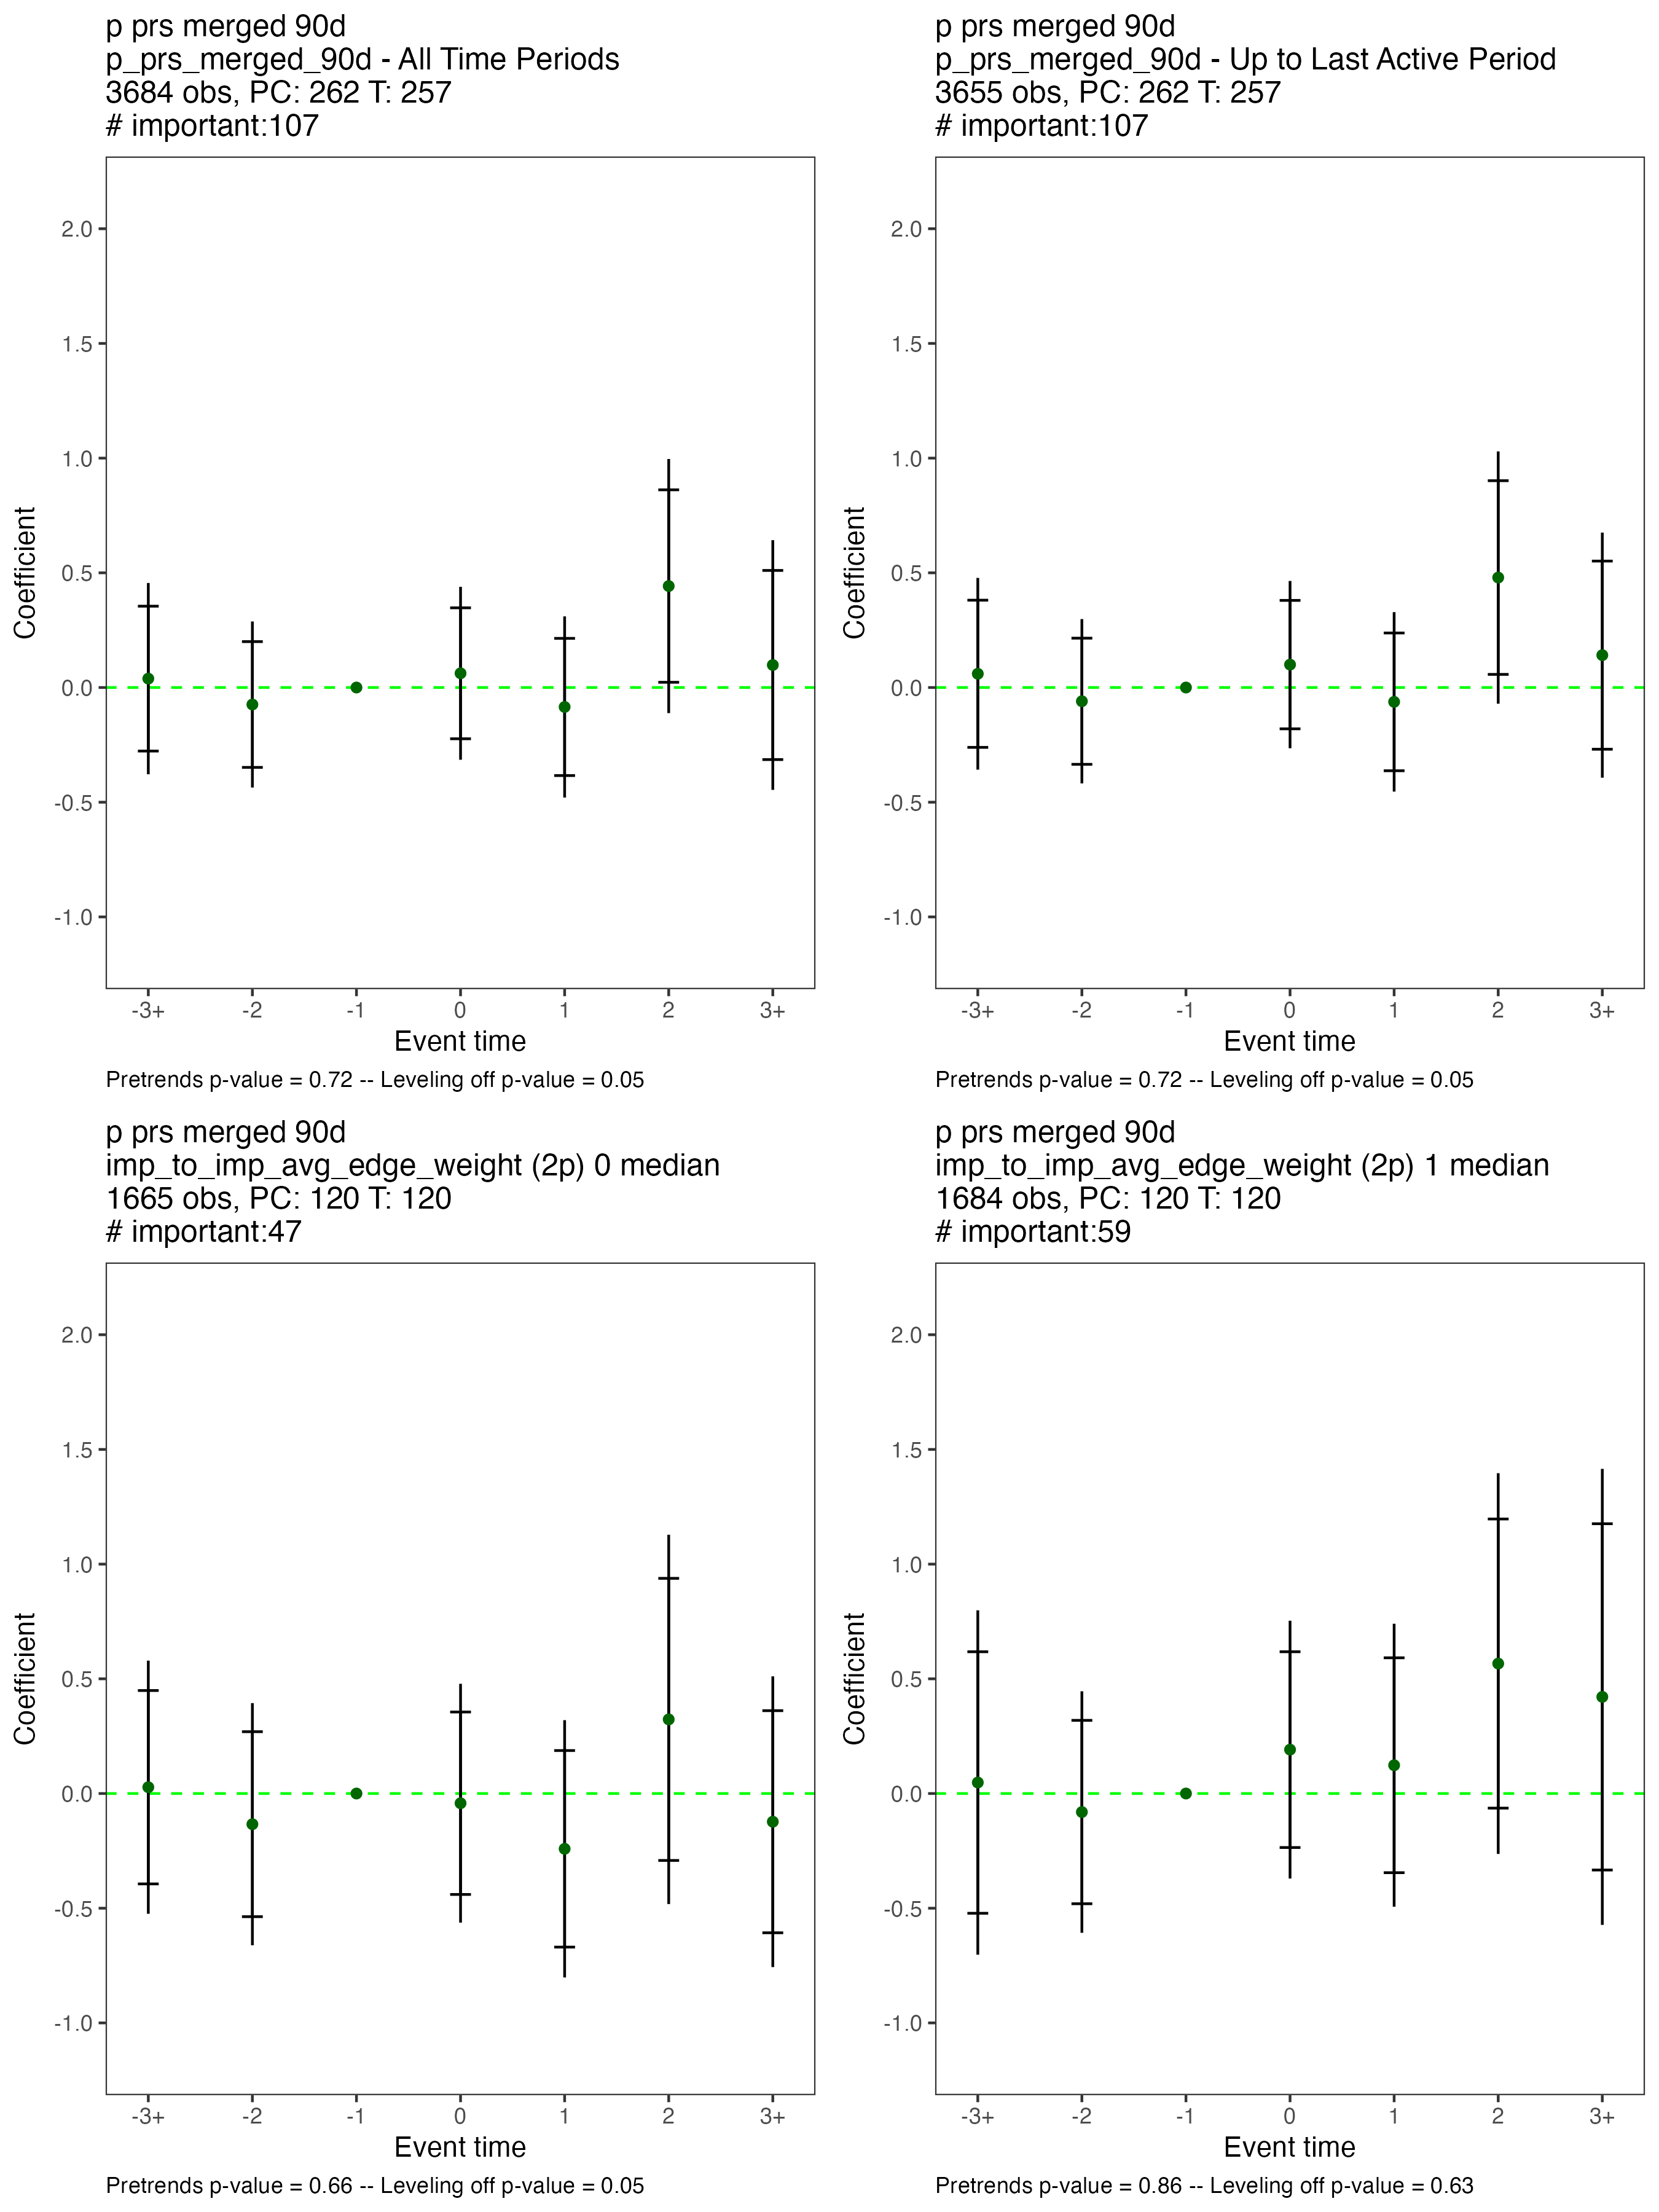 p prs merged 90d
p_prs_merged_90d - All Time Periods
3684 obs, PC: 262 T: 257
# important:107
Coefficient
2.0
1.5
1.0
0.5
0.0
-0.5
-1.0
-3+ -2 -1 0 1 2 3+
Event time
Pretrends p-value = 0.72 -- Leveling off p-value = 0.05
p prs merged 90d
p_prs_merged_90d - Up to Last Active Period
3655 obs, PC: 262 T: 257
# important:107
Coefficient
2.0
1.5
1.0
0.5
0.0
-0.5
-1.0
-3+ -2 -1 0 1 2 3+
Event time
Pretrends p-value = 0.72 -- Leveling off p-value = 0.05
p prs merged 90d
imp_to_imp_avg_edge_weight (2p) 0 median
1665 obs, PC: 120 T: 120
# important:47
Coefficient
2.0
1.5
1.0
0.5
0.0
-0.5
-1.0
-3+ -2 -1 0 1 2 3+
Event time
Pretrends p-value = 0.66 -- Leveling off p-value = 0.05
p prs merged 90d
imp_to_imp_avg_edge_weight (2p) 1 median
1684 obs, PC: 120 T: 120
# important:59
Coefficient
2.0
1.5
1.0
0.5
0.0
-0.5
-1.0
-3+ -2 -1 0 1 2 3+
Event time
Pretrends p-value = 0.86 -- Leveling off p-value = 0.63